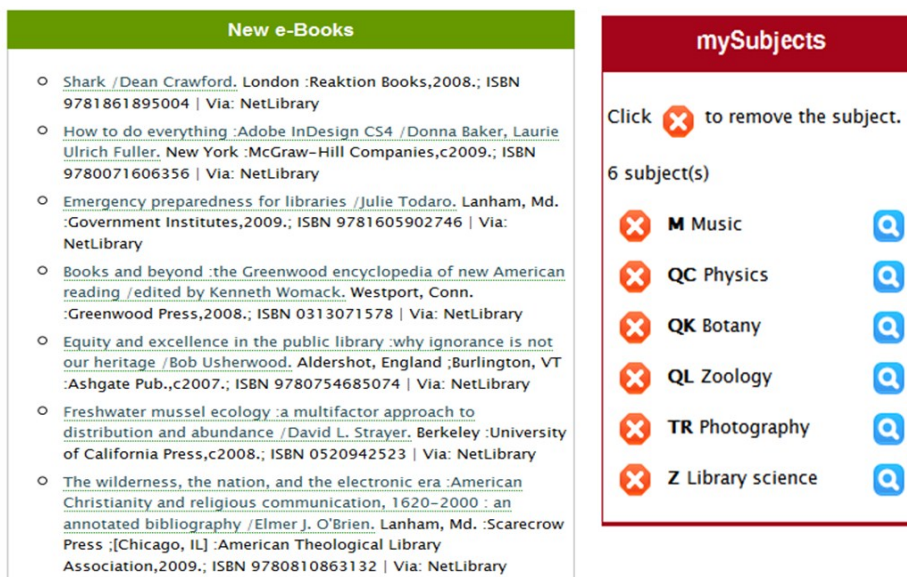 New e-Books
Shark /Dean Crawford. London :Reaktion Books,2008.; ISBN
9781861895004 | Via: NetLibrary
How to do everything :Adobe InDesign CS4 /Donna Baker, Laurie
Ulrich Fuller. New York :McGraw-Hill Companies,c2009.; ISBN
9780071606356 | Via: NetLibrary
Emergency preparedness for libraries /Julie Todaro. Lanham, Md.
:Government Institutes,2009.; ISBN 9781605902746 | Via:
NetLibrary
Books and beyond :the Greenwood encyclopedia of new American
reading /edited by Kenneth Womack. Westport, Conn.
:Greenwood Press,2008.; ISBN 0313071578 | Via: NetLibrary
Equity and excellence in the public library :why ignorance is not
our heritage /Bob Usherwood. Aldershot, England ;Burlington, VT
:Ashgate Pub.,c2007.; ISBN 9780754685074 | Via: NetLibrary
Freshwater mussel ecology :a multifactor approach to
distribution and abundance /David L. Strayer. Berkeley :University
of California Press,c2008.; ISBN 0520942523 | Via: NetLibrary
The wilderness, the nation, and the electronic era :American
Christianity and religious communication, 1620-2000 : an
annotated bibliography /Elmer J. O'Brien. Lanham, Md. :Scarecrow
Press ;[Chicago, IL] :American Theological Library
Association,2009.; ISBN 9780810863132 | Via: NetLibrary
mySubjects
Click to remove the subject.
6 subject(s)
M Music
QC Physics
QK Botany
QL Zoology
TR Photography
Z Library science